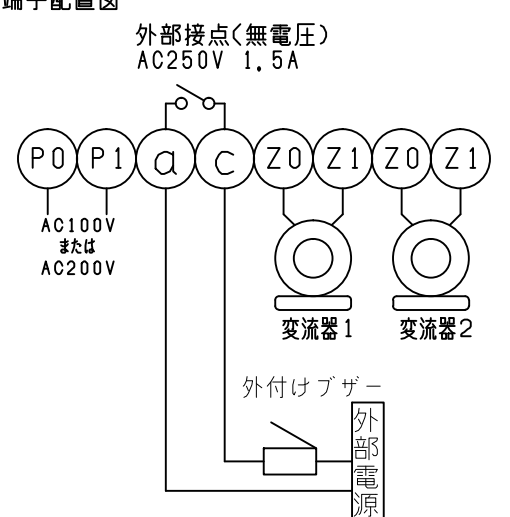 端子配置図
外部接点(無電圧)
AC250V 1.5A
P0 P1 a c Z0 Z1 Z0 Z1
AC100V
または
AC200V
変流器1 変流器2
外付けブザー
外部電源